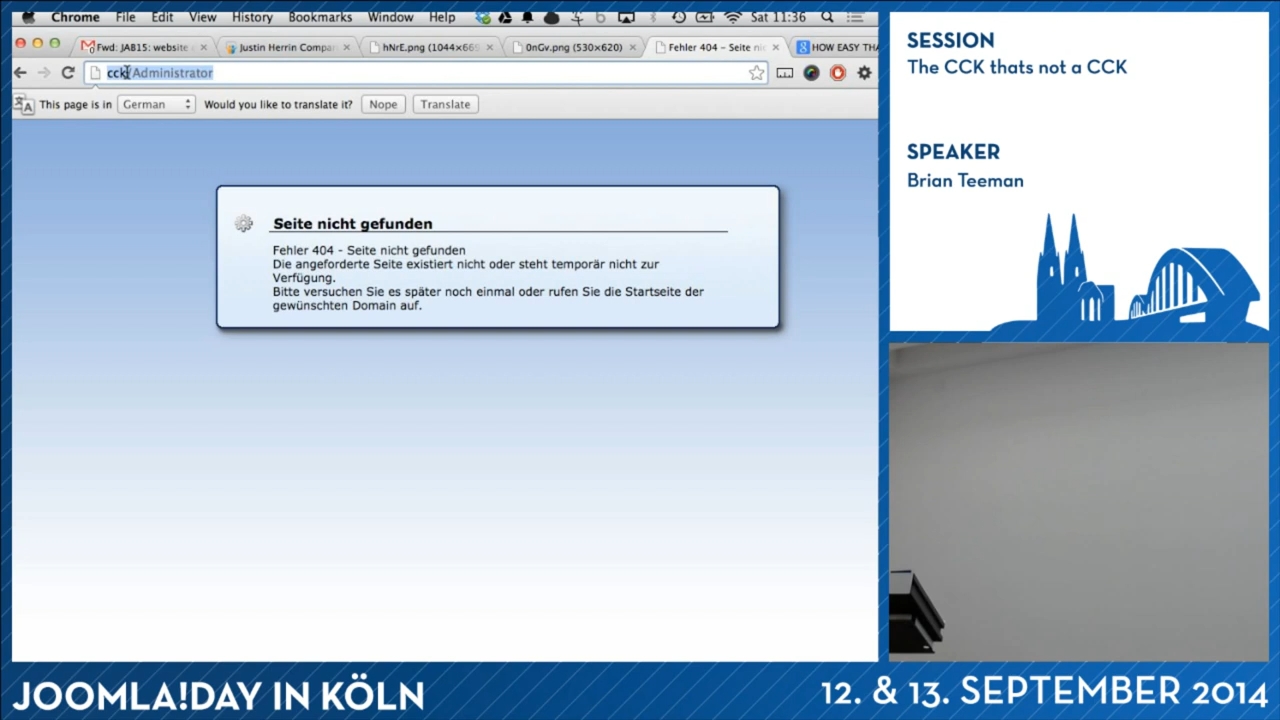 Chrome File Edit View History Bookmarks Window Help Sat 11:36
Fwd: JAB15: website
Justin Herrin Compar
hNrE.png (1044×669
0nGv.png (530×620)
Fehler 404 – Seite nic
HOW EASY THA
cck/Administrator
This page is in German Would you like to translate it? Nope Translate
Seite nicht gefunden
Fehler 404 - Seite nicht gefunden
Die angeforderte Seite existiert nicht oder steht temporär nicht zur
Verfügung.
Bitte versuchen Sie es später noch einmal oder rufen Sie die Startseite der
gewünschten Domain auf.
SESSION
The CCK thats not a CCK
SPEAKER
Brian Teeman
JOOMLA!DAY IN KÖLN
12. & 13. SEPTEMBER 2014